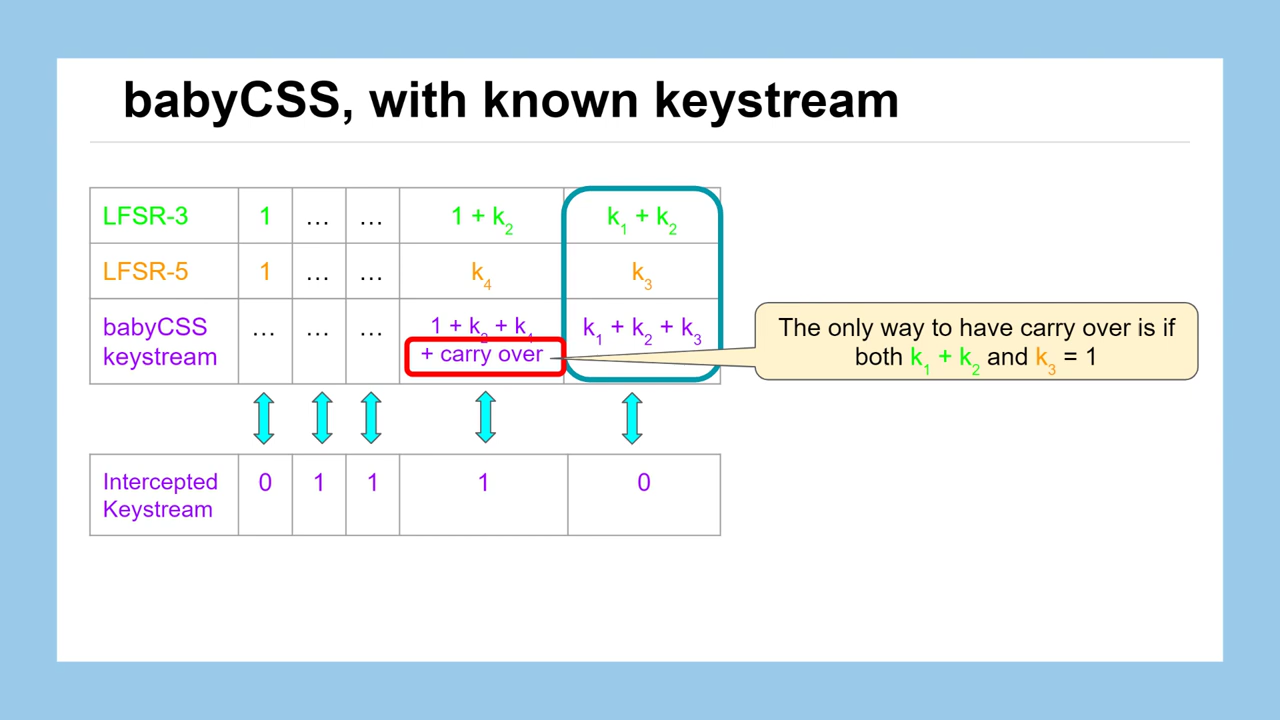 babyCSS, with known keystream
LFSR-3 1 … … 1 + k₂ k₁ + k₂
LFSR-5 1 … … k₄ k₃
babyCSS keystream … … … 1 + k₂ + k₄ + carry over k₁ + k₂ + k₃
The only way to have carry over is if
both k₁ + k₂ and k₃ = 1
Intercepted Keystream 0 1 1 1 0